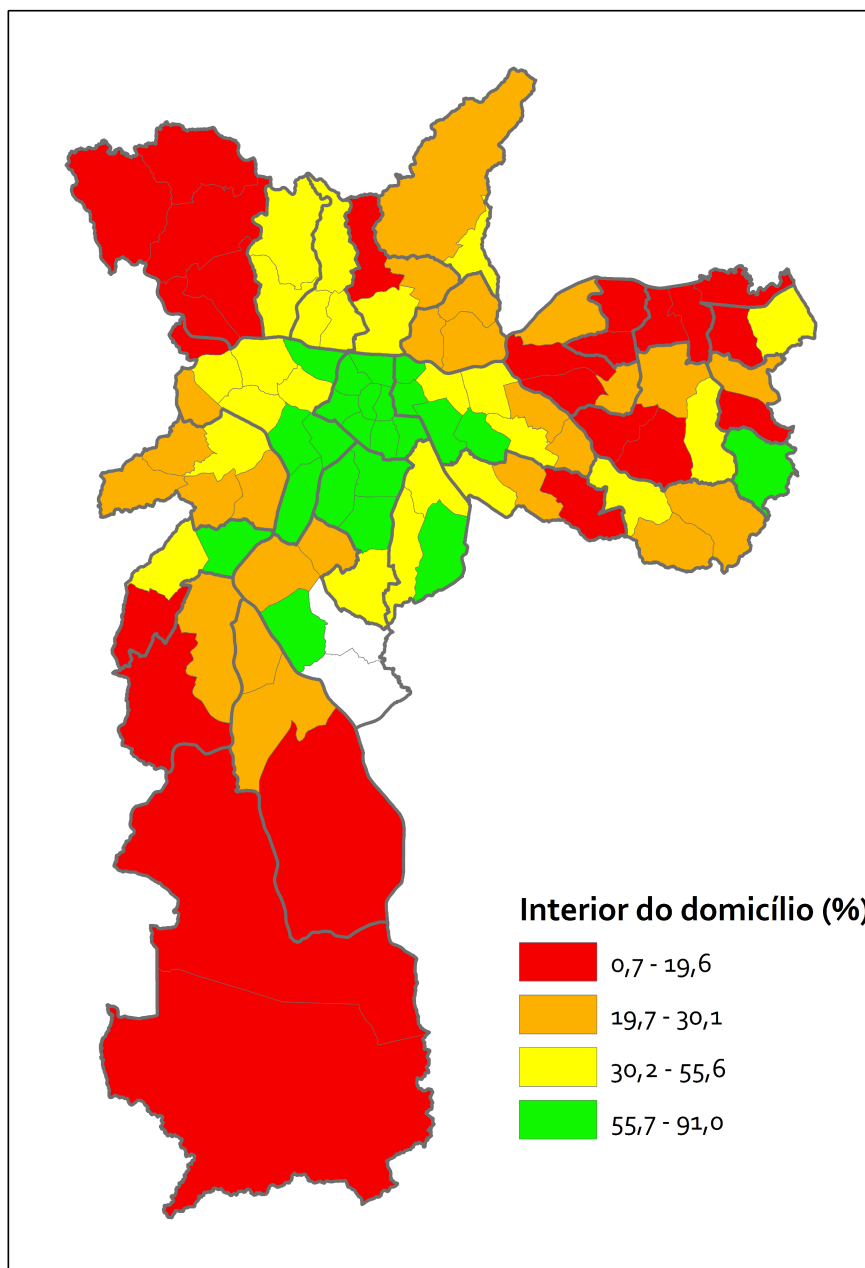 Interior do domicílio (%)
0,7 - 19,6
19,7 - 30,1
30,2 - 55,6
55,7 - 91,0